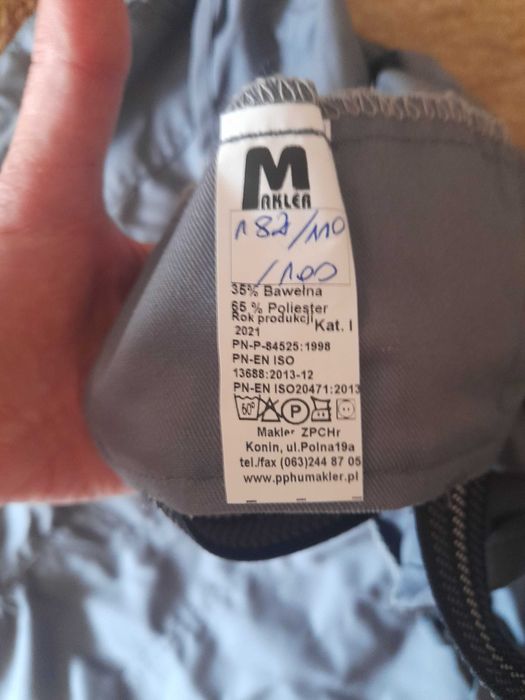 MAKLER
182/110
/100
35% Bawełna
65 % Poliester
Rok produkcji Kat. I
2021
PN-P-84525:1998
PN-EN ISO
13688:2013-12
PN-EN ISO20471:2013
60° P
Makler ZPCHr
Konin, ul.Polna19a
tel./fax (063)244 87 05
www.pphumakler.pl